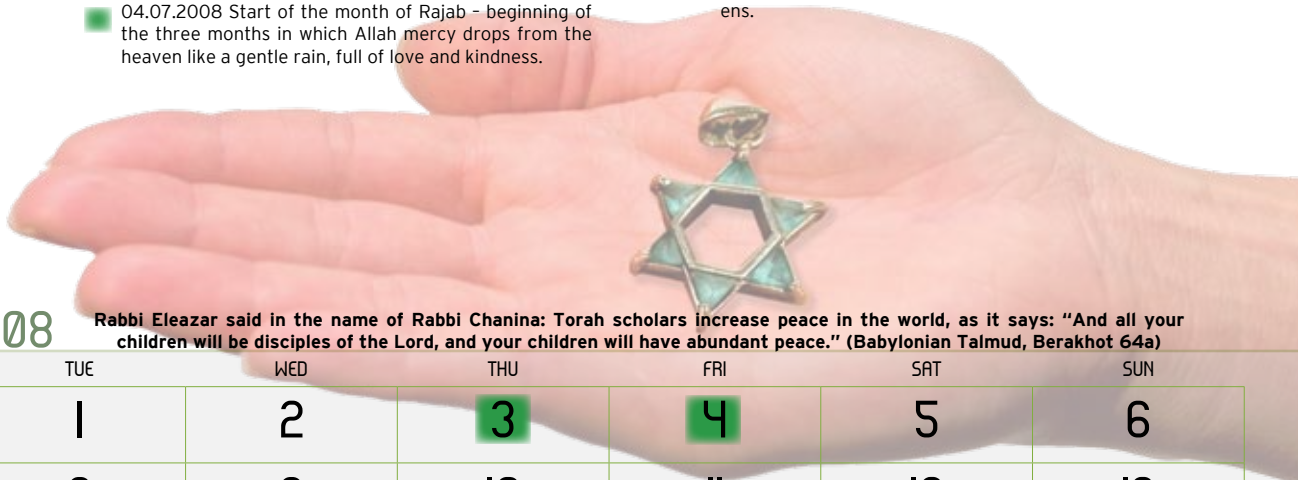 04.07.2008 Start of the month of Rajab – beginning of
the three months in which Allah mercy drops from the
heaven like a gentle rain, full of love and kindness.
ens.
08
Rabbi Eleazar said in the name of Rabbi Chanina: Torah scholars increase peace in the world, as it says: “And all your
children will be disciples of the Lord, and your children will have abundant peace.” (Babylonian Talmud, Berakhot 64a)
TUE WED THU FRI SAT SUN
1 2 3 4 5 6